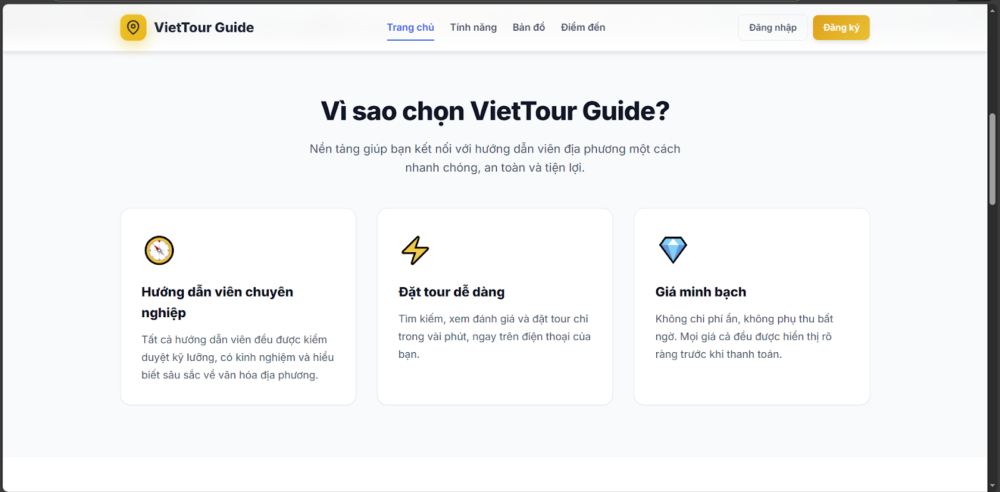 VietTour Guide
Trang chủ
Tính năng
Bản đồ
Điểm đến
Đăng nhập
Đăng ký
Vì sao chọn VietTour Guide?
Nền tảng giúp bạn kết nối với hướng dẫn viên địa phương một cách
nhanh chóng, an toàn và tiện lợi.
Hướng dẫn viên chuyên
nghiệp
Tất cả hướng dẫn viên đều được kiểm
duyệt kỹ lưỡng, có kinh nghiệm và hiểu
biết sâu sắc về văn hóa địa phương.
Đặt tour dễ dàng
Tìm kiếm, xem đánh giá và đặt tour chỉ
trong vài phút, ngay trên điện thoại của
bạn.
Giá minh bạch
Không chi phí ẩn, không phụ thu bất
ngờ. Mọi giá cả đều được hiển thị rõ
ràng trước khi thanh toán.